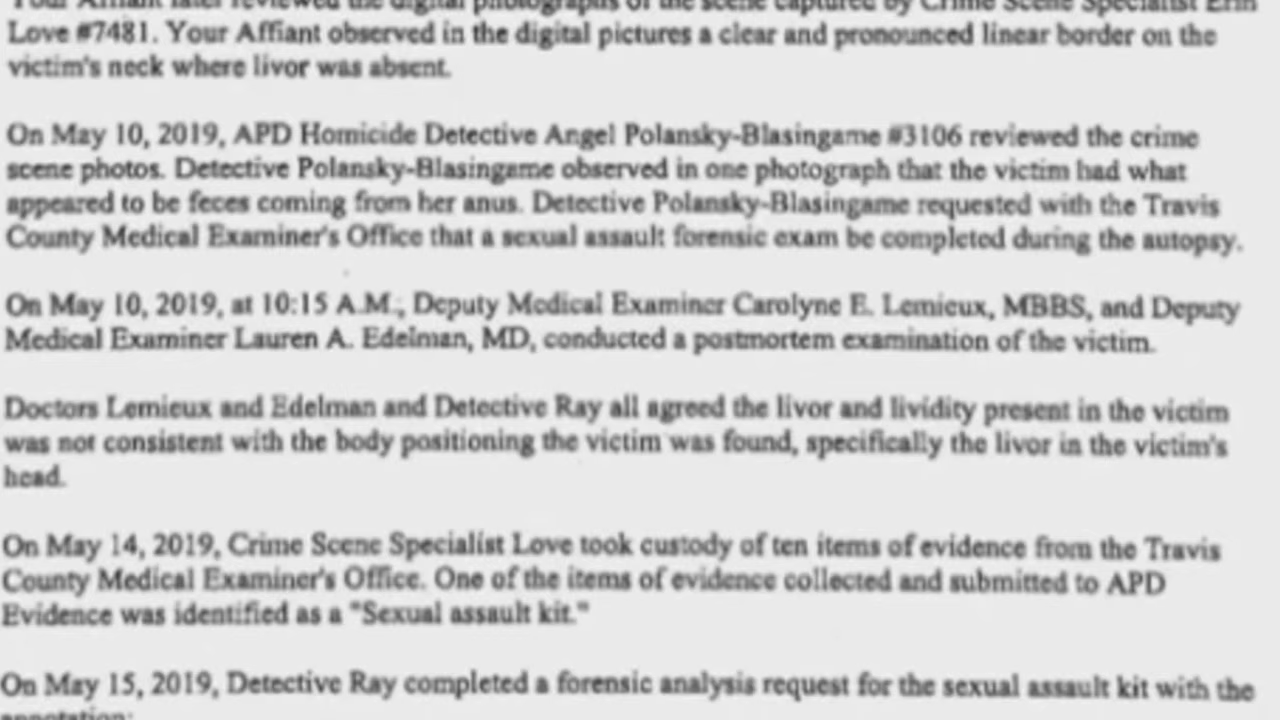 Your Affiant later reviewed the digital photographs of the scene captured by Crime Scene Specialist Erin
Love #7481. Your Affiant observed in the digital pictures a clear and pronounced linear border on the
victim's neck where livor was absent.
On May 10, 2019, APD Homicide Detective Angel Polansky-Blasingame #3106 reviewed the crime
scene photos. Detective Polansky-Blasingame observed in one photograph that the victim had what
appeared to be feces coming from her anus. Detective Polansky-Blasingame requested with the Travis
County Medical Examiner's Office that a sexual assault forensic exam be completed during the autopsy.
On May 10, 2019, at 10:15 A.M., Deputy Medical Examiner Carolyne E. Lemieux, MBBS, and Deputy
Medical Examiner Lauren A. Edelman, MD, conducted a postmortem examination of the victim.
Doctors Lemieux and Edelman and Detective Ray all agreed the livor and lividity present in the victim
was not consistent with the body positioning the victim was found, specifically the livor in the victim's
head.
On May 14, 2019, Crime Scene Specialist Love took custody of ten items of evidence from the Travis
County Medical Examiner's Office. One of the items of evidence collected and submitted to APD
Evidence was identified as a "Sexual assault kit."
On May 15, 2019, Detective Ray completed a forensic analysis request for the sexual assault kit with the
annotation: